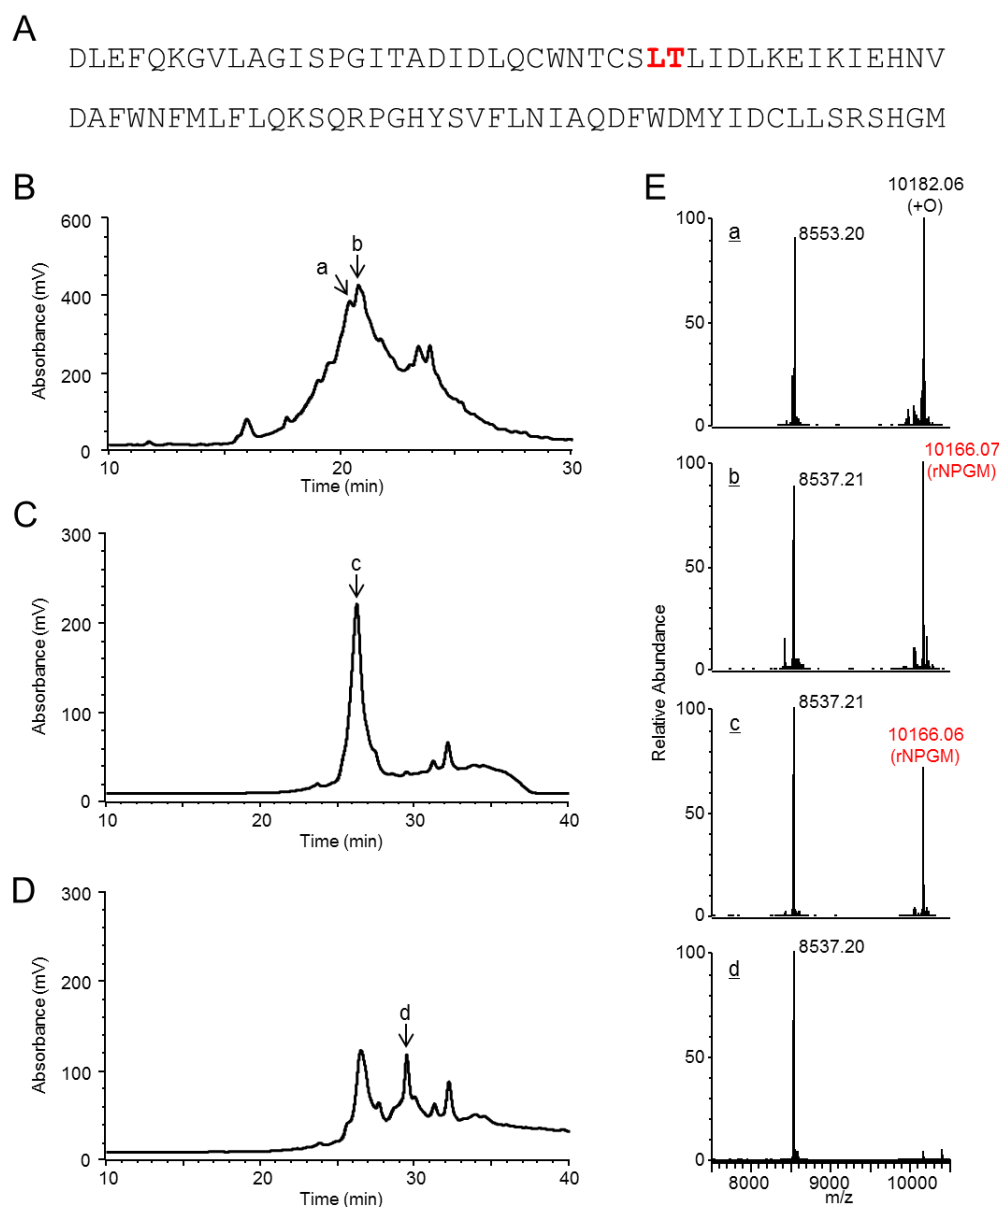 A
DLEFQKGVLAGISPGITADIDLQCWNTCSLTLIDLKEIKIEHNV
DAFWNFMLFLQKSQRPGHYSVFLNIAQDFWDMYIDCLLSRSHGM
B
600
400
200
0
Absorbance (mV)
a
b
10
20
30
Time (min)
C
300
200
100
0
Absorbance (mV)
c
10
20
30
40
Time (min)
D
300
200
100
0
Absorbance (mV)
d
10
20
30
40
Time (min)
E
Relative Abundance
100
50
0
a
8553.20
10182.06
(+O)
100
50
0
b
8537.21
10166.07
(rNPGM)
100
50
0
c
8537.21
10166.06
(rNPGM)
100
50
0
d
8537.20
8000
9000
10000
m/z